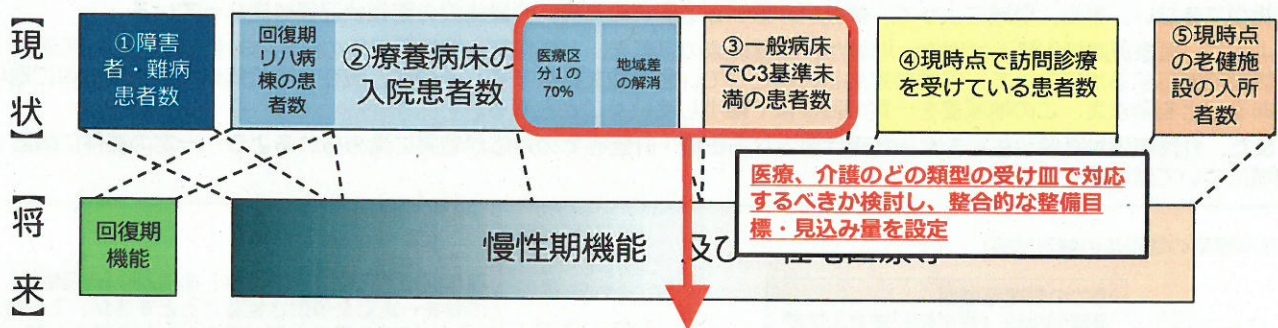 【現状】
①障害
者・難病
患者数
回復期
リハ病
棟の患
者数
②療養病床の
入院患者数
医療区
分1の
70%
地域差
の解消
③一般病床
でC3基準未
満の患者数
④現時点で訪問診療
を受けている患者数
⑤現時点
の老健施
設の入所
者数
医療、介護のどの類型の受け皿で対応
するべきか検討し、整合的な整備目
標・見込み量を設定
【将来】
回復期
機能
慢性期機能 及び